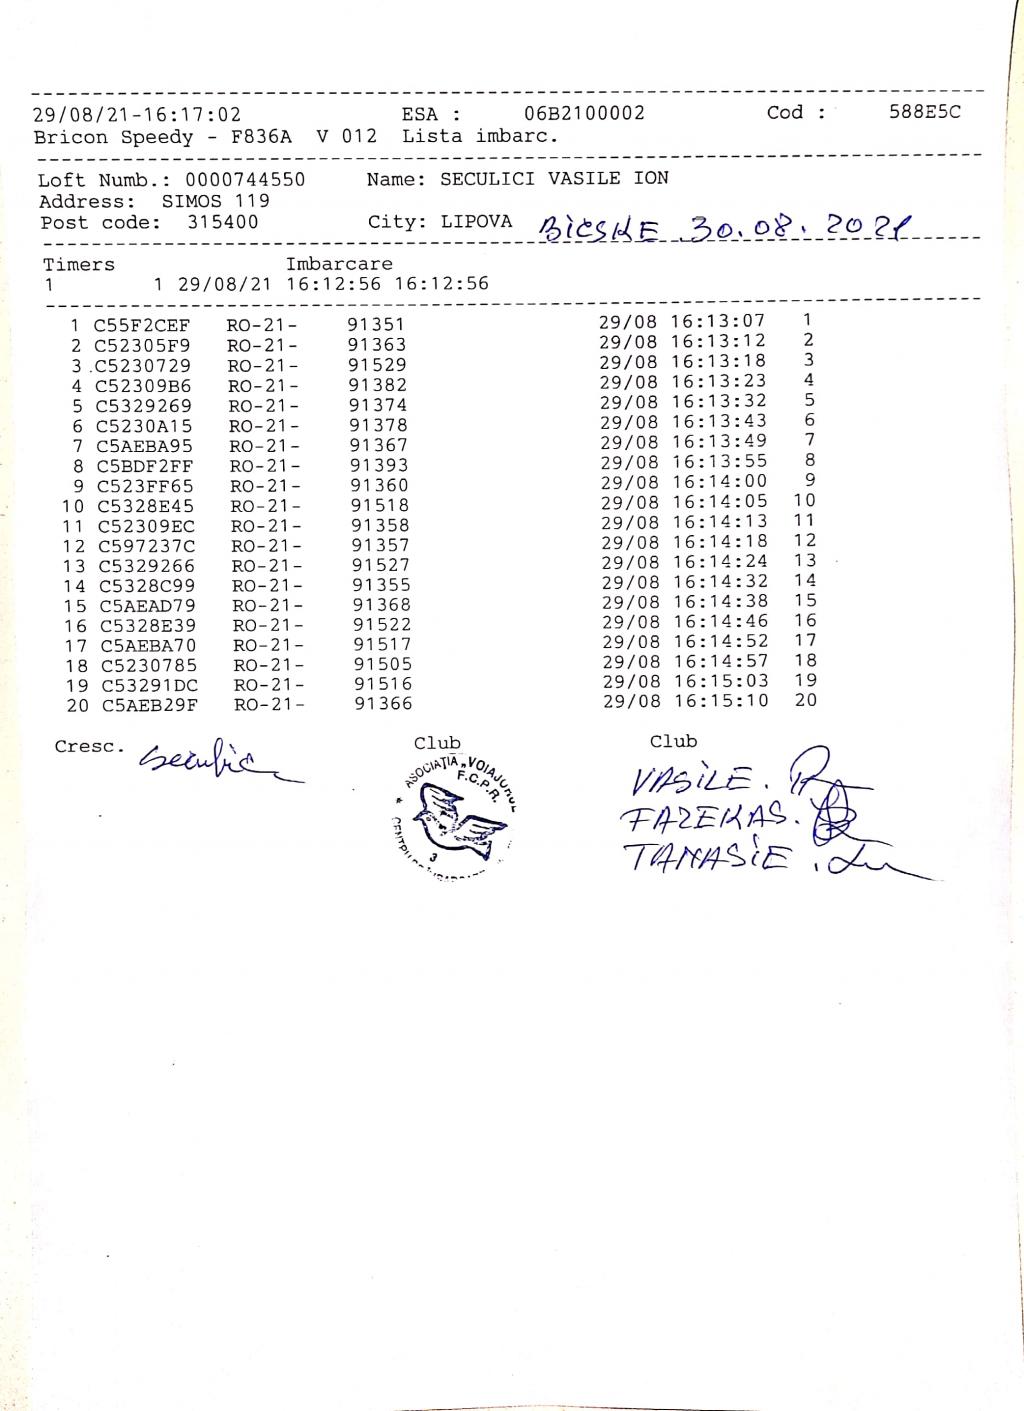 29/08/21-16:17:02 ESA : 06B2100002 Cod : 588E5C
Bricon Speedy - F836A V 012 Lista imbarc.
Loft Numb.: 0000744550 Name: SECULICI VASILE ION
Address: SIMOS 119
Post code: 315400 City: LIPOVA BICSKE 30.08.2021
Timers Imbarcare
1 1 29/08/21 16:12:56 16:12:56
1 C55F2CEF RO-21- 91351 29/08 16:13:07 1
2 C52305F9 RO-21- 91363 29/08 16:13:12 2
3 C5230729 RO-21- 91529 29/08 16:13:18 3
4 C52309B6 RO-21- 91382 29/08 16:13:23 4
5 C5329269 RO-21- 91374 29/08 16:13:32 5
6 C5230A15 RO-21- 91378 29/08 16:13:43 6
7 C5AEBA95 RO-21- 91367 29/08 16:13:49 7
8 C5BDF2FF RO-21- 91393 29/08 16:13:55 8
9 C523FF65 RO-21- 91360 29/08 16:14:00 9
10 C5328E45 RO-21- 91518 29/08 16:14:05 10
11 C52309EC RO-21- 91358 29/08 16:14:13 11
12 C597237C RO-21- 91357 29/08 16:14:18 12
13 C5329266 RO-21- 91527 29/08 16:14:24 13
14 C5328C99 RO-21- 91355 29/08 16:14:32 14
15 C5AEAD79 RO-21- 91368 29/08 16:14:38 15
16 C5328E39 RO-21- 91522 29/08 16:14:46 16
17 C5AEBA70 RO-21- 91517 29/08 16:14:52 17
18 C5230785 RO-21- 91505 29/08 16:14:57 18
19 C53291DC RO-21- 91516 29/08 16:15:03 19
20 C5AEB29F RO-21- 91366 29/08 16:15:10 20
Cresc. Club Club
ASOCIAȚIA „VOIAJORUL
F.C.P.R.
3
VASILE.
FAZEKAS.
TANASIE.